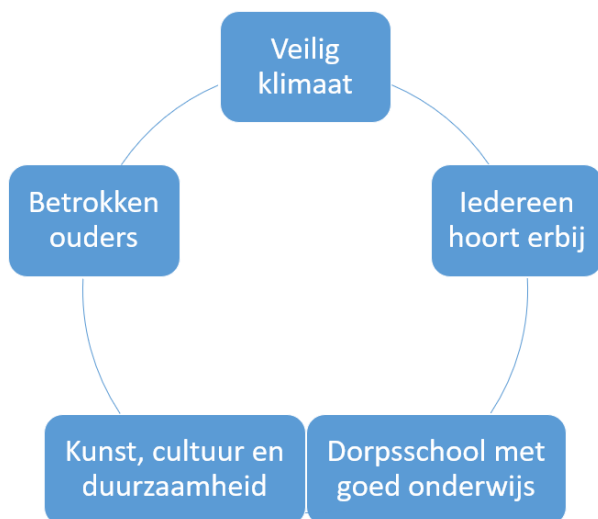 Veilig
klimaat
Iedereen
hoort erbij
Dorpsschool met
goed onderwijs
Kunst, cultuur en
duurzaamheid
Betrokken
ouders